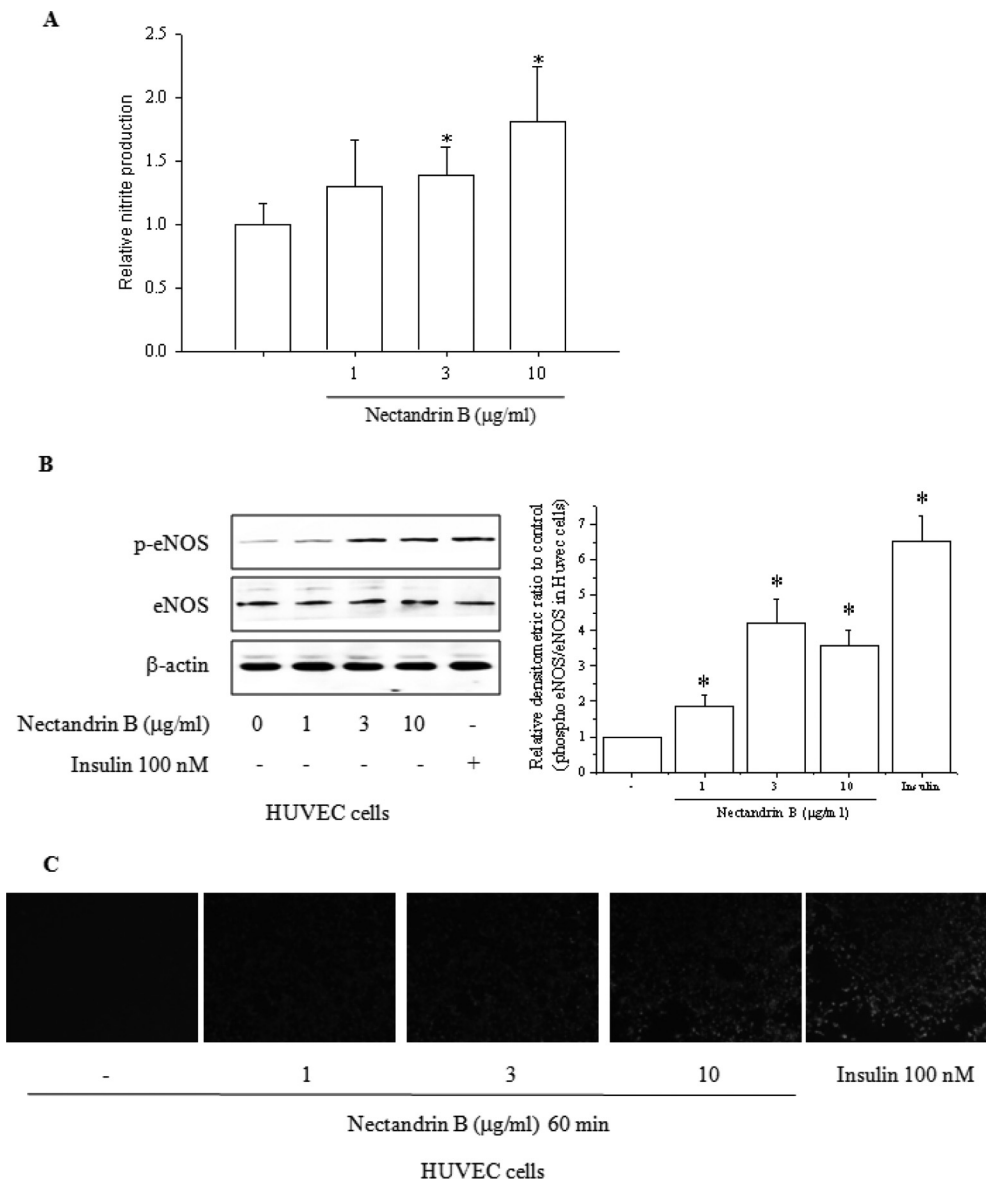 A
2.5
2.0
1.5
1.0
0.5
0.0
Relative nitrite production
*
*
1 3 10
Nectandrin B (μg/ml)
B
p-eNOS
eNOS
β-actin
Nectandrin B (μg/ml) 0 1 3 10 -
Insulin 100 nM - - - - +
HUVEC cells
Relative densitometric ratio to control
(phospho eNOS/eNOS in Huvec cells)
7
6
5
4
3
2
1
0
*
*
*
*
- 1 3 10 Insulin
Nectandrin B (μg/ml)
C
- 1 3 10 Insulin 100 nM
Nectandrin B (μg/ml) 60 min
HUVEC cells